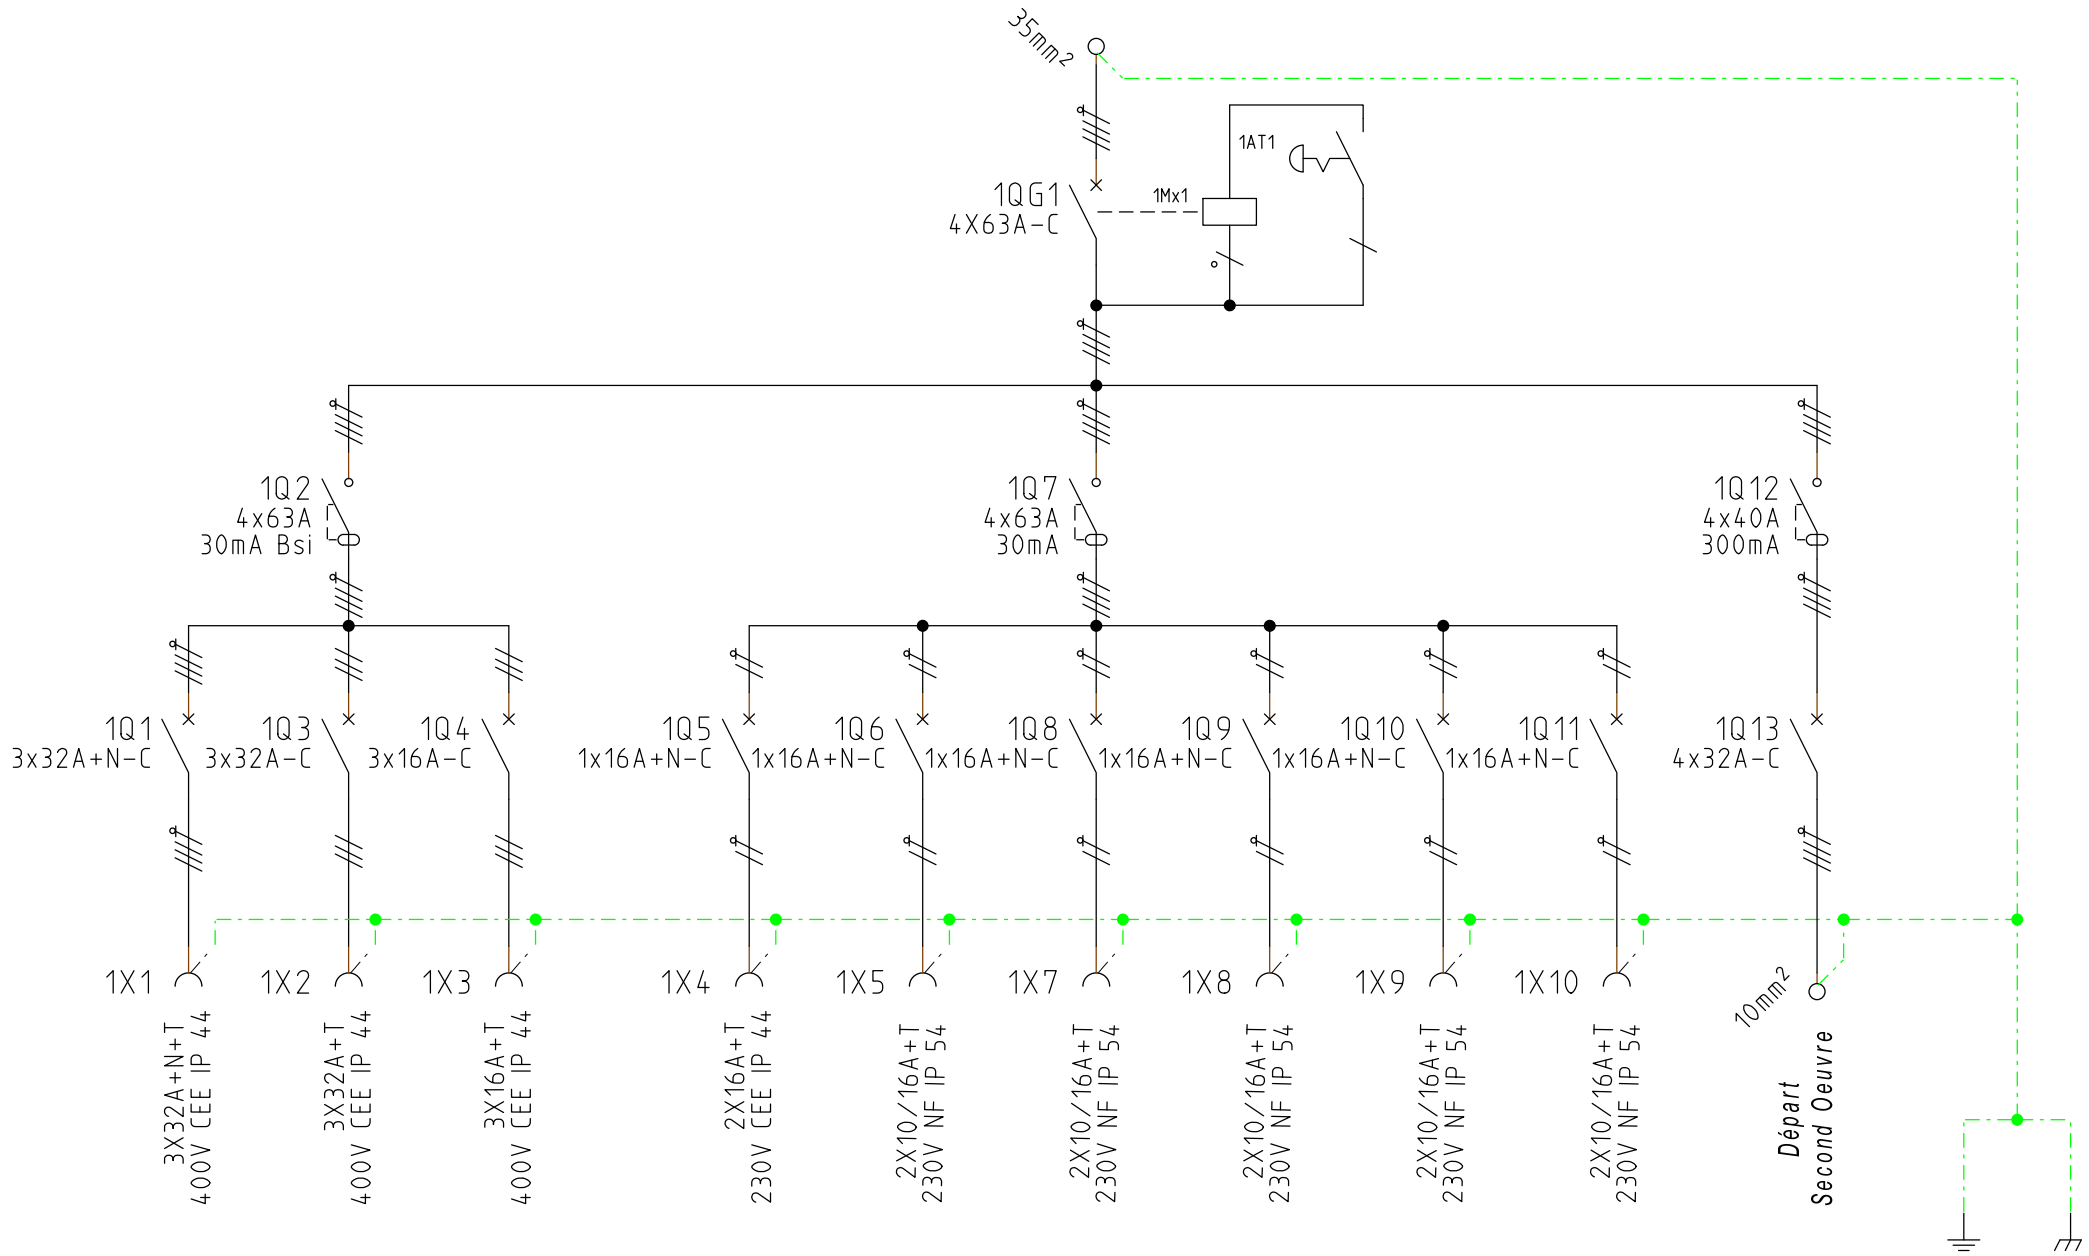 35mm²
1AT1
1QG1
4X63A-C
1Mx1
1Q2
4x63A
30mA Bsi
1Q7
4x63A
30mA
1Q12
4x40A
300mA
1Q1
3x32A+N-C
1Q3
3x32A-C
1Q4
3x16A-C
1Q5
1x16A+N-C
1Q6
1x16A+N-C
1Q8
1x16A+N-C
1Q9
1x16A+N-C
1Q10
1x16A+N-C
1Q11
1x16A+N-C
1Q13
4x32A-C
1X1
3X32A+N+T
400V CEE IP 44
1X2
3X32A+T
400V CEE IP 44
1X3
3X16A+T
400V CEE IP 44
1X4
2X16A+T
230V CEE IP 44
1X5
2X10/16A+T
230V NF IP 54
1X7
2X10/16A+T
230V NF IP 54
1X8
2X10/16A+T
230V NF IP 54
1X9
2X10/16A+T
230V NF IP 54
1X10
2X10/16A+T
230V NF IP 54
10mm²
Départ
Second Oeuvre